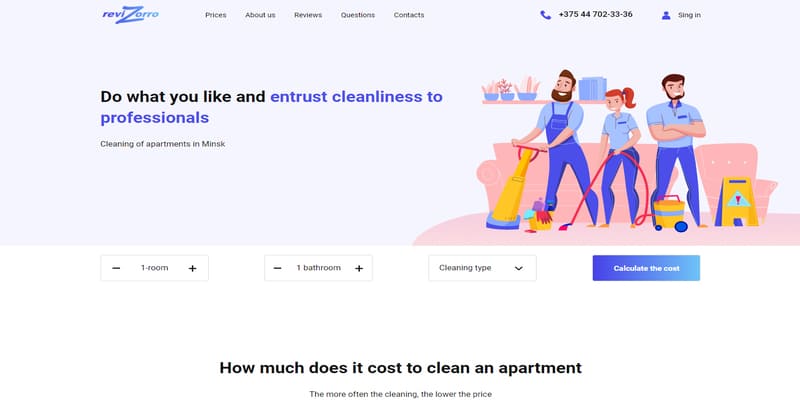 reviZorro
Prices
About us
Reviews
Questions
Contacts
+375 44 702-33-36
Sing in
Do what you like and entrust cleanliness to
professionals
Cleaning of apartments in Minsk
1-room
1 bathroom
Cleaning type
Calculate the cost
How much does it cost to clean an apartment
The more often the cleaning, the lower the price